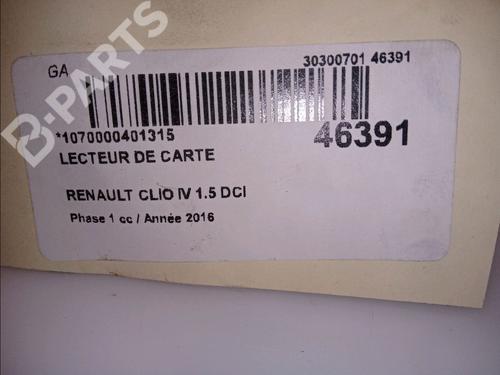 GA
30300701 46391
*1070000401315
46391
LECTEUR DE CARTE
RENAULT CLIO IV 1.5 DCI
Phase 1 cc / Année 2016
B-PARTS